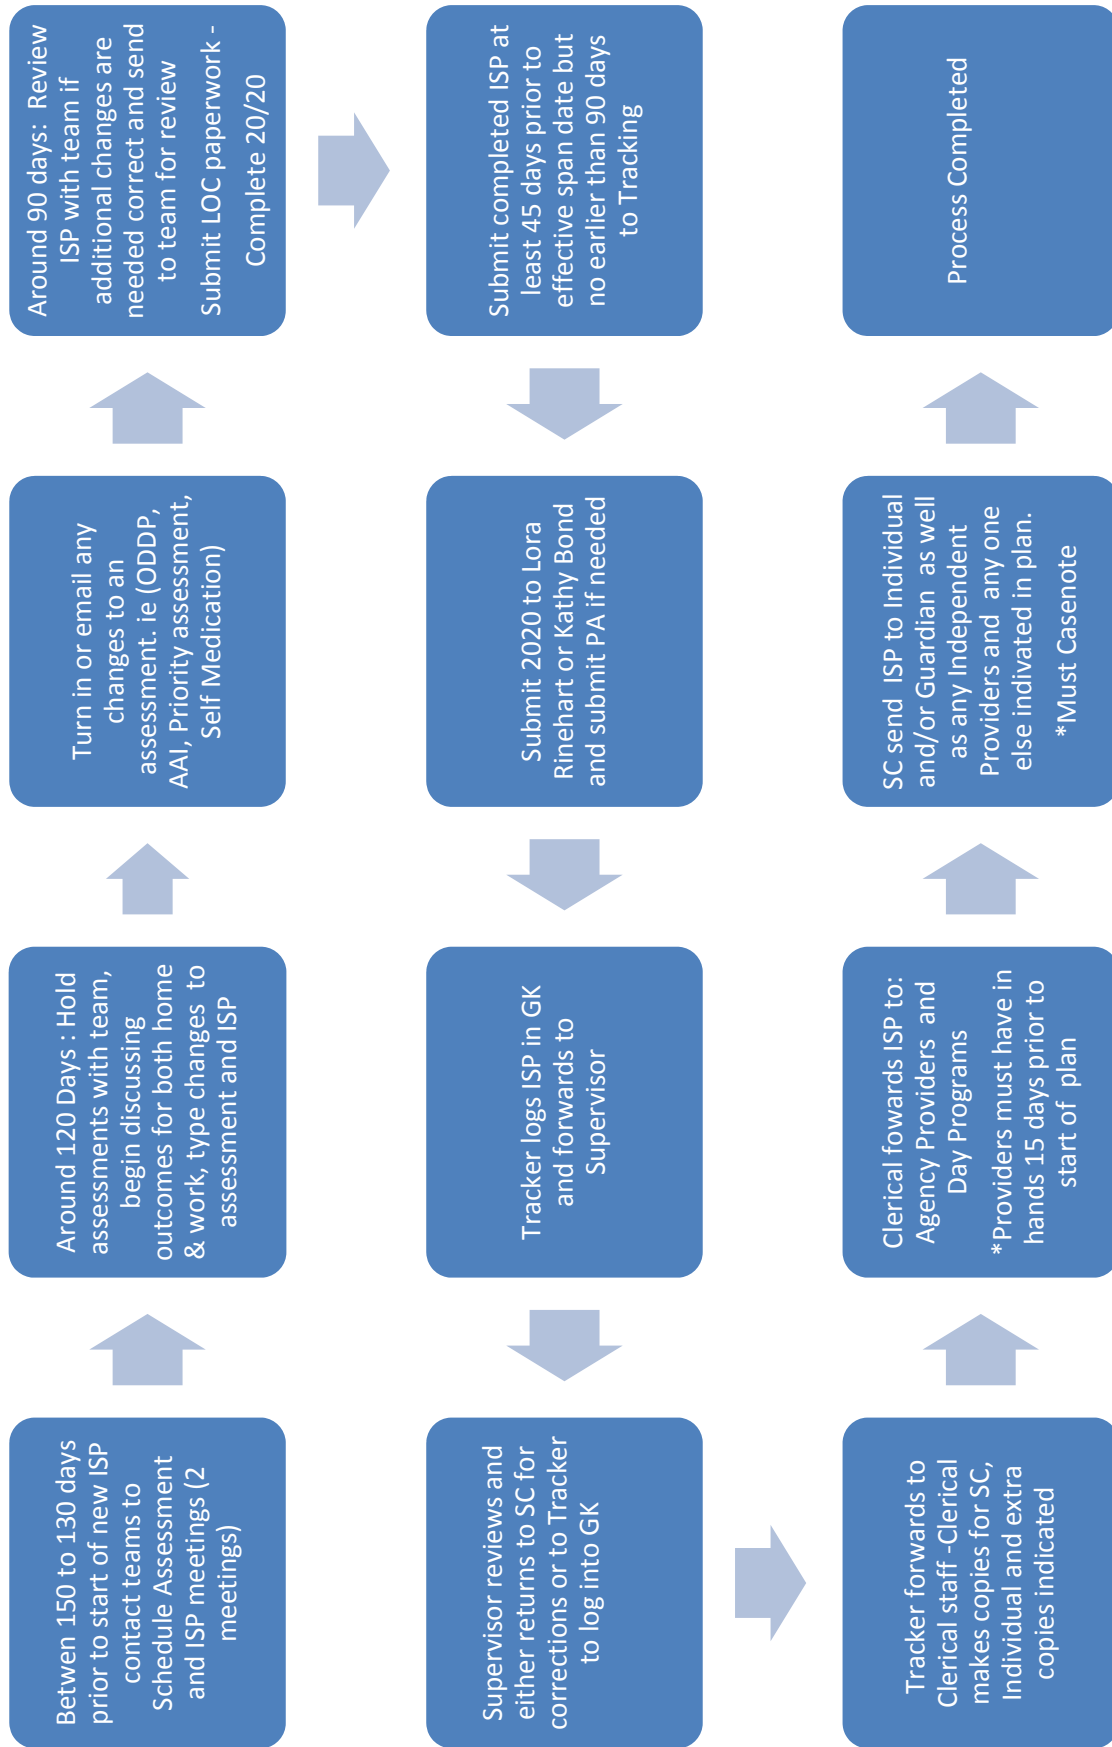 Betwen 150 to 130 days
prior to start of new ISP
contact teams to
Schedule Assessment
and ISP meetings (2
meetings)
Around 120 Days : Hold
assessments with team,
begin discussing
outcomes for both home
& work, type changes to
assessment and ISP
Turn in or email any
changes to an
assessment. ie (ODDP,
AAI, Priority assessment,
Self Medication)
Around 90 days: Review
ISP with team if
additional changes are
needed correct and send
to team for review
Submit LOC paperwork -
Complete 20/20
Submit completed ISP at
least 45 days prior to
effective span date but
no earlier than 90 days
to Tracking
Submit 2020 to Lora
Rinehart or Kathy Bond
and submit PA if needed
Tracker logs ISP in GK
and forwards to
Supervisor
Supervisor reviews and
either returns to SC for
corrections or to Tracker
to log into GK
Tracker forwards to
Clerical staff -Clerical
makes copies for SC,
Individual and extra
copies indicated
Clerical fowards ISP to:
Agency Providers and
Day Programs
*Providers must have in
hands 15 days prior to
start of plan
SC send ISP to Individual
and/or Guardian as well
as any Independent
Providers and any one
else indivated in plan.
*Must Casenote
Process Completed